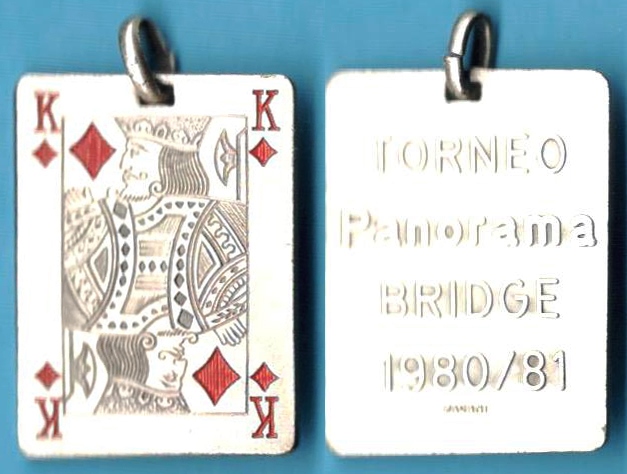 K K
K K
TORNEO
Panorama
BRIDGE
1980/81